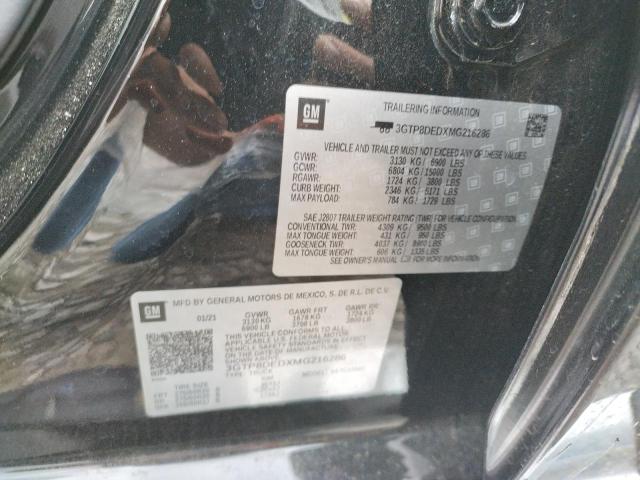 GM
TRAILERING INFORMATION
3GTP8DEDXMG216286
VEHICLE AND TRAILER MUST NOT EXCEED ANY OF THESE VALUES
GVWR: 3130 KG/ 6900 LBS
GCWR: 6804 KG/15000 LBS
RGAWR: 1724 KG/ 3800 LBS
CURB WEIGHT: 2346 KG/ 5171 LBS
MAX PAYLOAD: 784 KG/ 1729 LBS
SAE J2807 TRAILER WEIGHT RATING (TWR) FOR VEHICLE CONFIGURATION
CONVENTIONAL TWR: 4309 KG/ 9500 LBS
MAX TONGUE WEIGHT: 431 KG/ 950 LBS
GOOSENECK TWR: 4037 KG/ 8900 LBS
MAX TONGUE WEIGHT: 606 KG/ 1335 LBS
SEE OWNER'S MANUAL FOR MORE INFORMATION
GM
MFD BY GENERAL MOTORS DE MEXICO, S. DE R.L. DE C.V.
01/21 GVWR GAWR FRT GAWR RR
3130 KG 1678 KG 1724 KG
6900 LB 3700 LB 3800 LB
THIS VEHICLE CONFORMS TO ALL
APPLICABLE U.S. FEDERAL MOTOR
VEHICLE SAFETY STANDARDS IN EFFECT
3GTP8DEDXMG216286
TYPE: TRUCK
TIRE SIZE